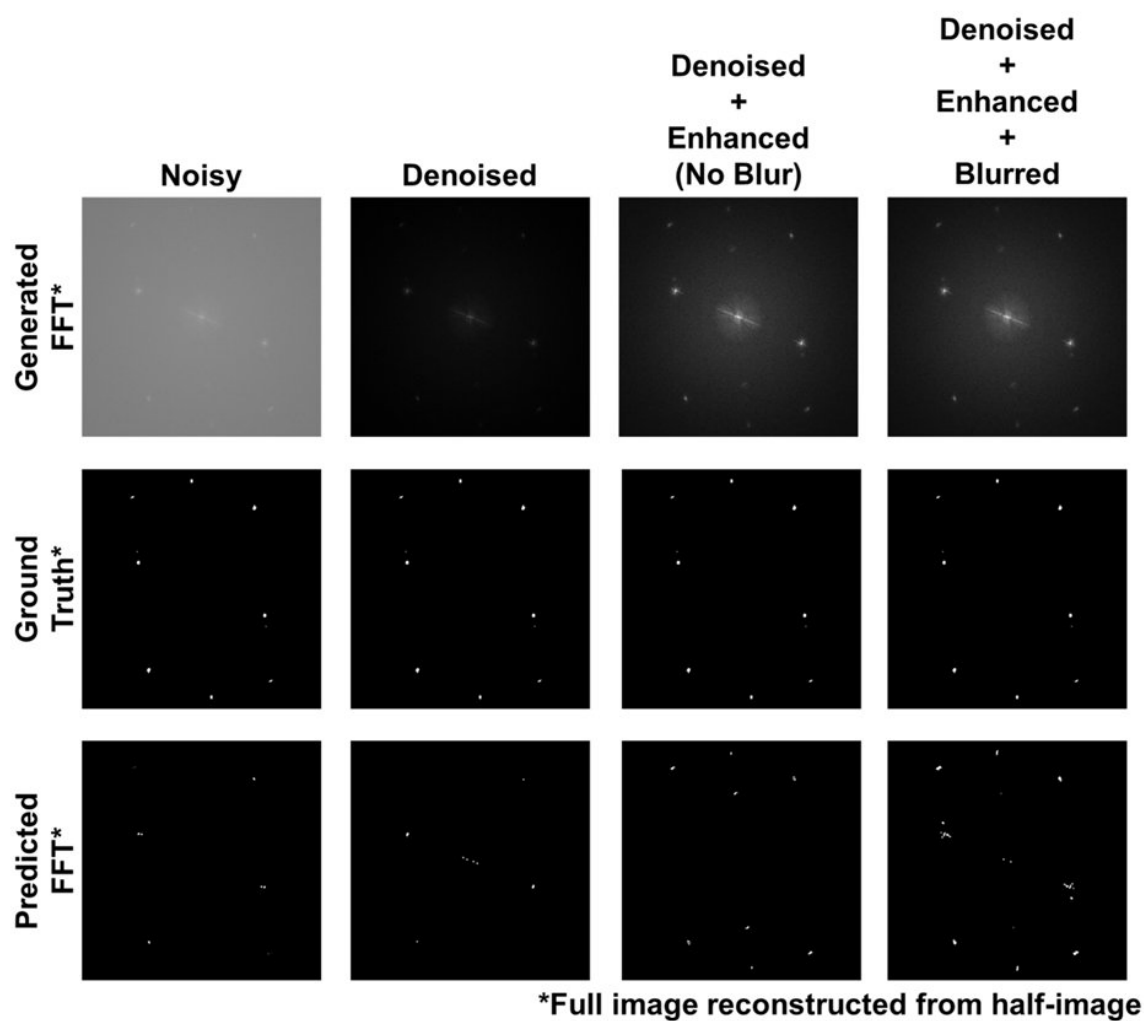 Denoised
+
Enhanced
(No Blur)
Denoised
+
Enhanced
+
Blurred
Noisy
Denoised
Generated
FFT*
Ground
Truth*
Predicted
FFT*
*Full image reconstructed from half-image